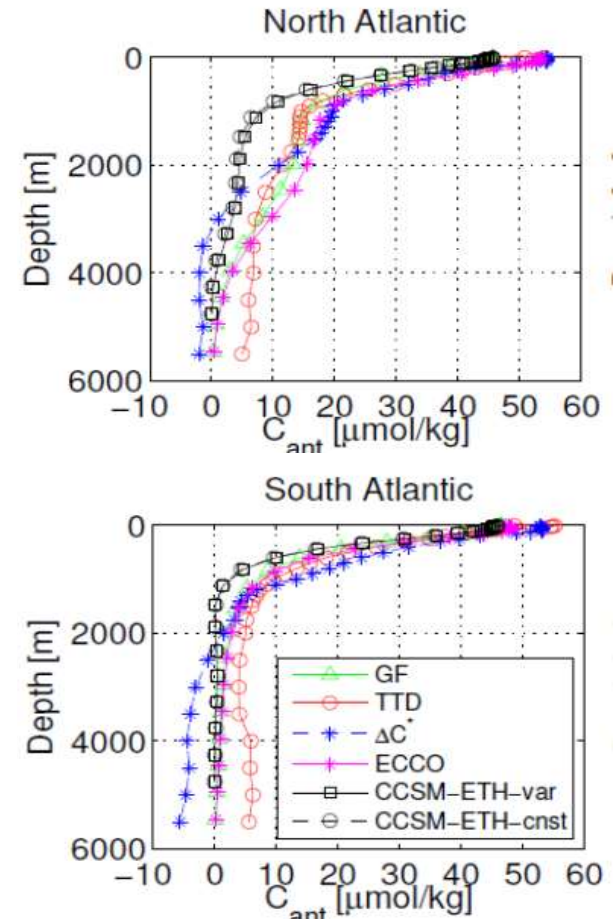 North Atlantic
0
2000
4000
6000
Depth [m]
−10 0 10 20 30 40 50 60
C_ant [μmol/kg]
South Atlantic
0
2000
4000
6000
Depth [m]
GF
TTD
ΔC*
ECCO
CCSM−ETH−var
CCSM−ETH−cnst
−10 0 10 20 30 40 50 60
C_ant [μmol/kg]